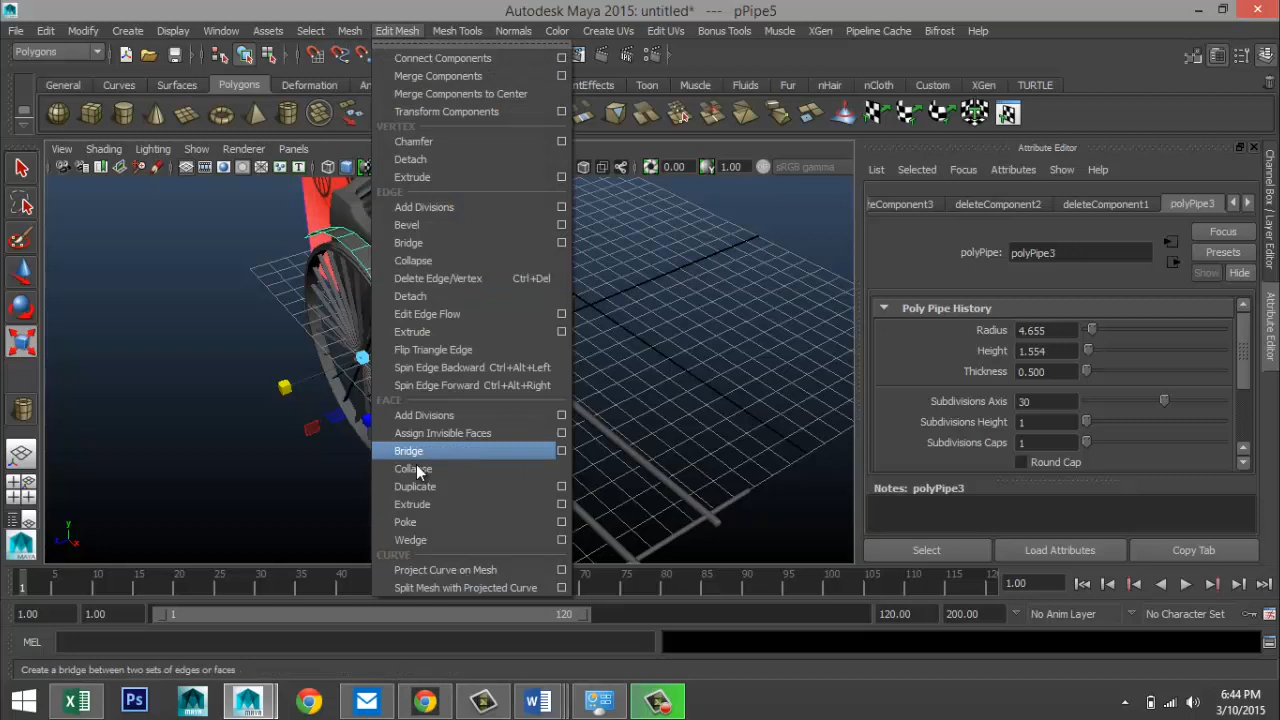 Autodesk Maya 2015: untitled* --- pPipe5
File Edit Modify Create Display Window Assets Select Mesh Edit Mesh Mesh Tools Normals Color Create UVs Edit UVs Bonus Tools Muscle XGen Pipeline Cache Bifrost Help
Polygons
General Curves Surfaces Polygons Deformation Toon Muscle Fluids Fur nHair nCloth Custom XGen TURTLE
View Shading Lighting Show Renderer Panels
0.00 1.00 sRGB gamma
Connect Components
Merge Components
Merge Components to Center
Transform Components
VERTEX
Chamfer
Detach
Extrude
EDGE
Add Divisions
Bevel
Bridge
Collapse
Delete Edge/Vertex Ctrl+Del
Detach
Edit Edge Flow
Extrude
Flip Triangle Edge
Spin Edge Backward Ctrl+Alt+Left
Spin Edge Forward Ctrl+Alt+Right
FACE
Add Divisions
Assign Invisible Faces
Bridge
Duplicate
Extrude
Poke
Wedge
CURVE
Project Curve on Mesh
Split Mesh with Projected Curve
Attribute Editor
List Selected Focus Attributes Show Help
deleteComponent2 deleteComponent1 polyPipe3
Focus
polyPipe: polyPipe3
Presets
Show Hide
Poly Pipe History
Radius 4.655
Height 1.554
Thickness 0.500
Subdivisions Axis 30
Subdivisions Height 1
Subdivisions Caps 1
Round Cap
Notes: polyPipe3
Select Load Attributes Copy Tab
Channel Box / Layer Editor
Attribute Editor
y
x
z
5 10 15 20 25 30 35 40 65 70 75 80 85 90 95 100 105 110 115 120
1
1.00
1.00 1.00 1 120 120.00 200.00 No Anim Layer No Character Set
MEL
Create a bridge between two sets of edges or faces
6:44 PM
3/10/2015